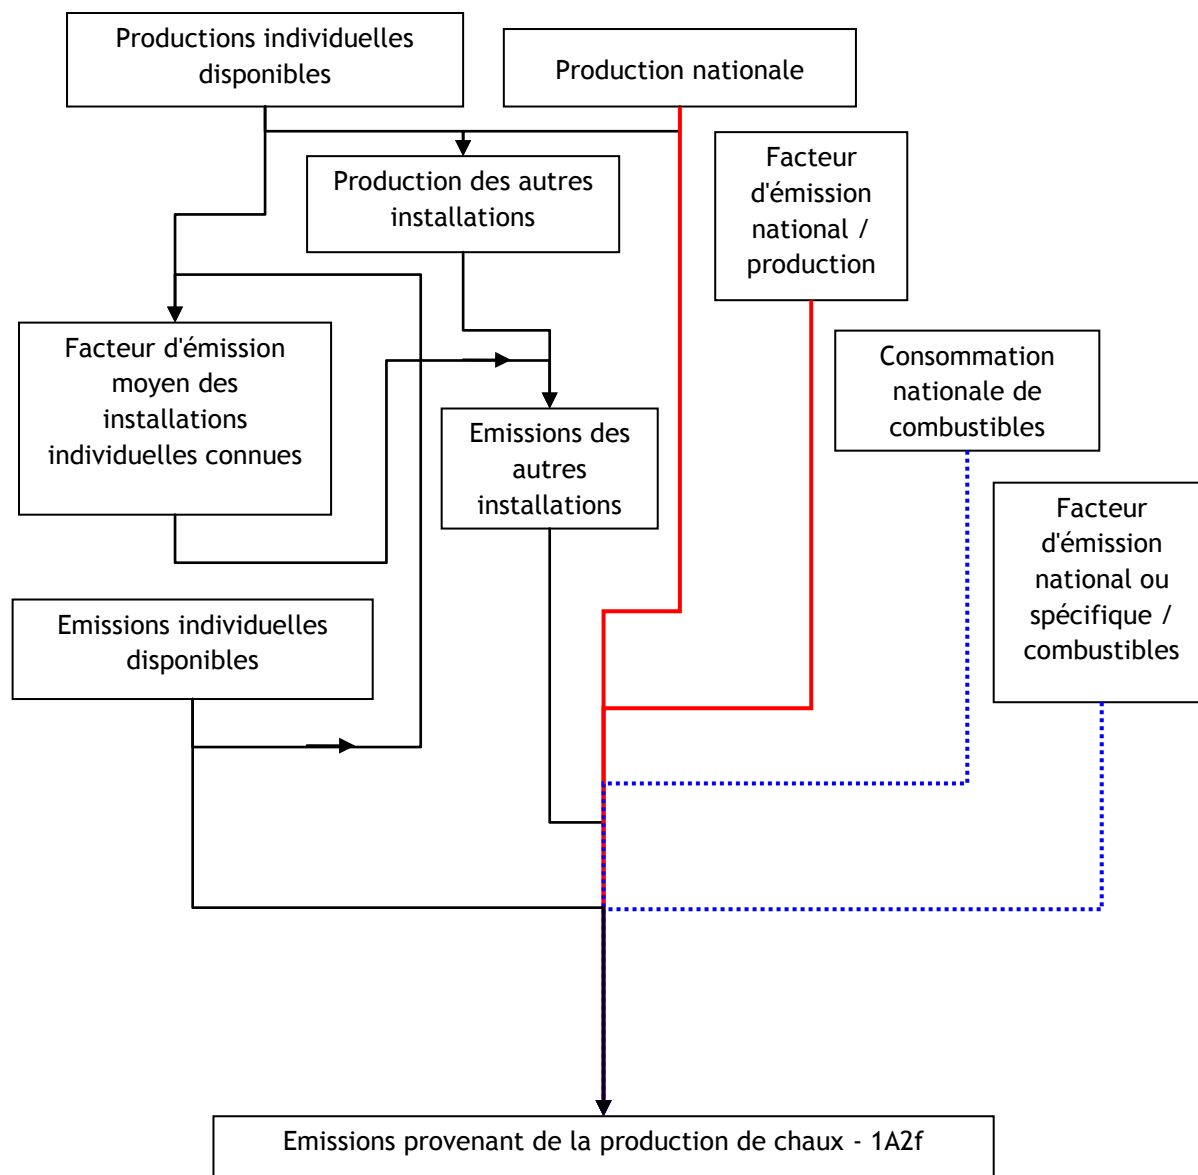 Productions individuelles
disponibles
Production nationale
Production des autres
installations
Facteur
d'émission
national /
production
Facteur d'émission
moyen des
installations
individuelles connues
Consommation
nationale de
combustibles
Emissions des
autres
installations
Facteur
d'émission
national ou
spécifique /
combustibles
Emissions individuelles
disponibles
Emissions provenant de la production de chaux - 1A2f